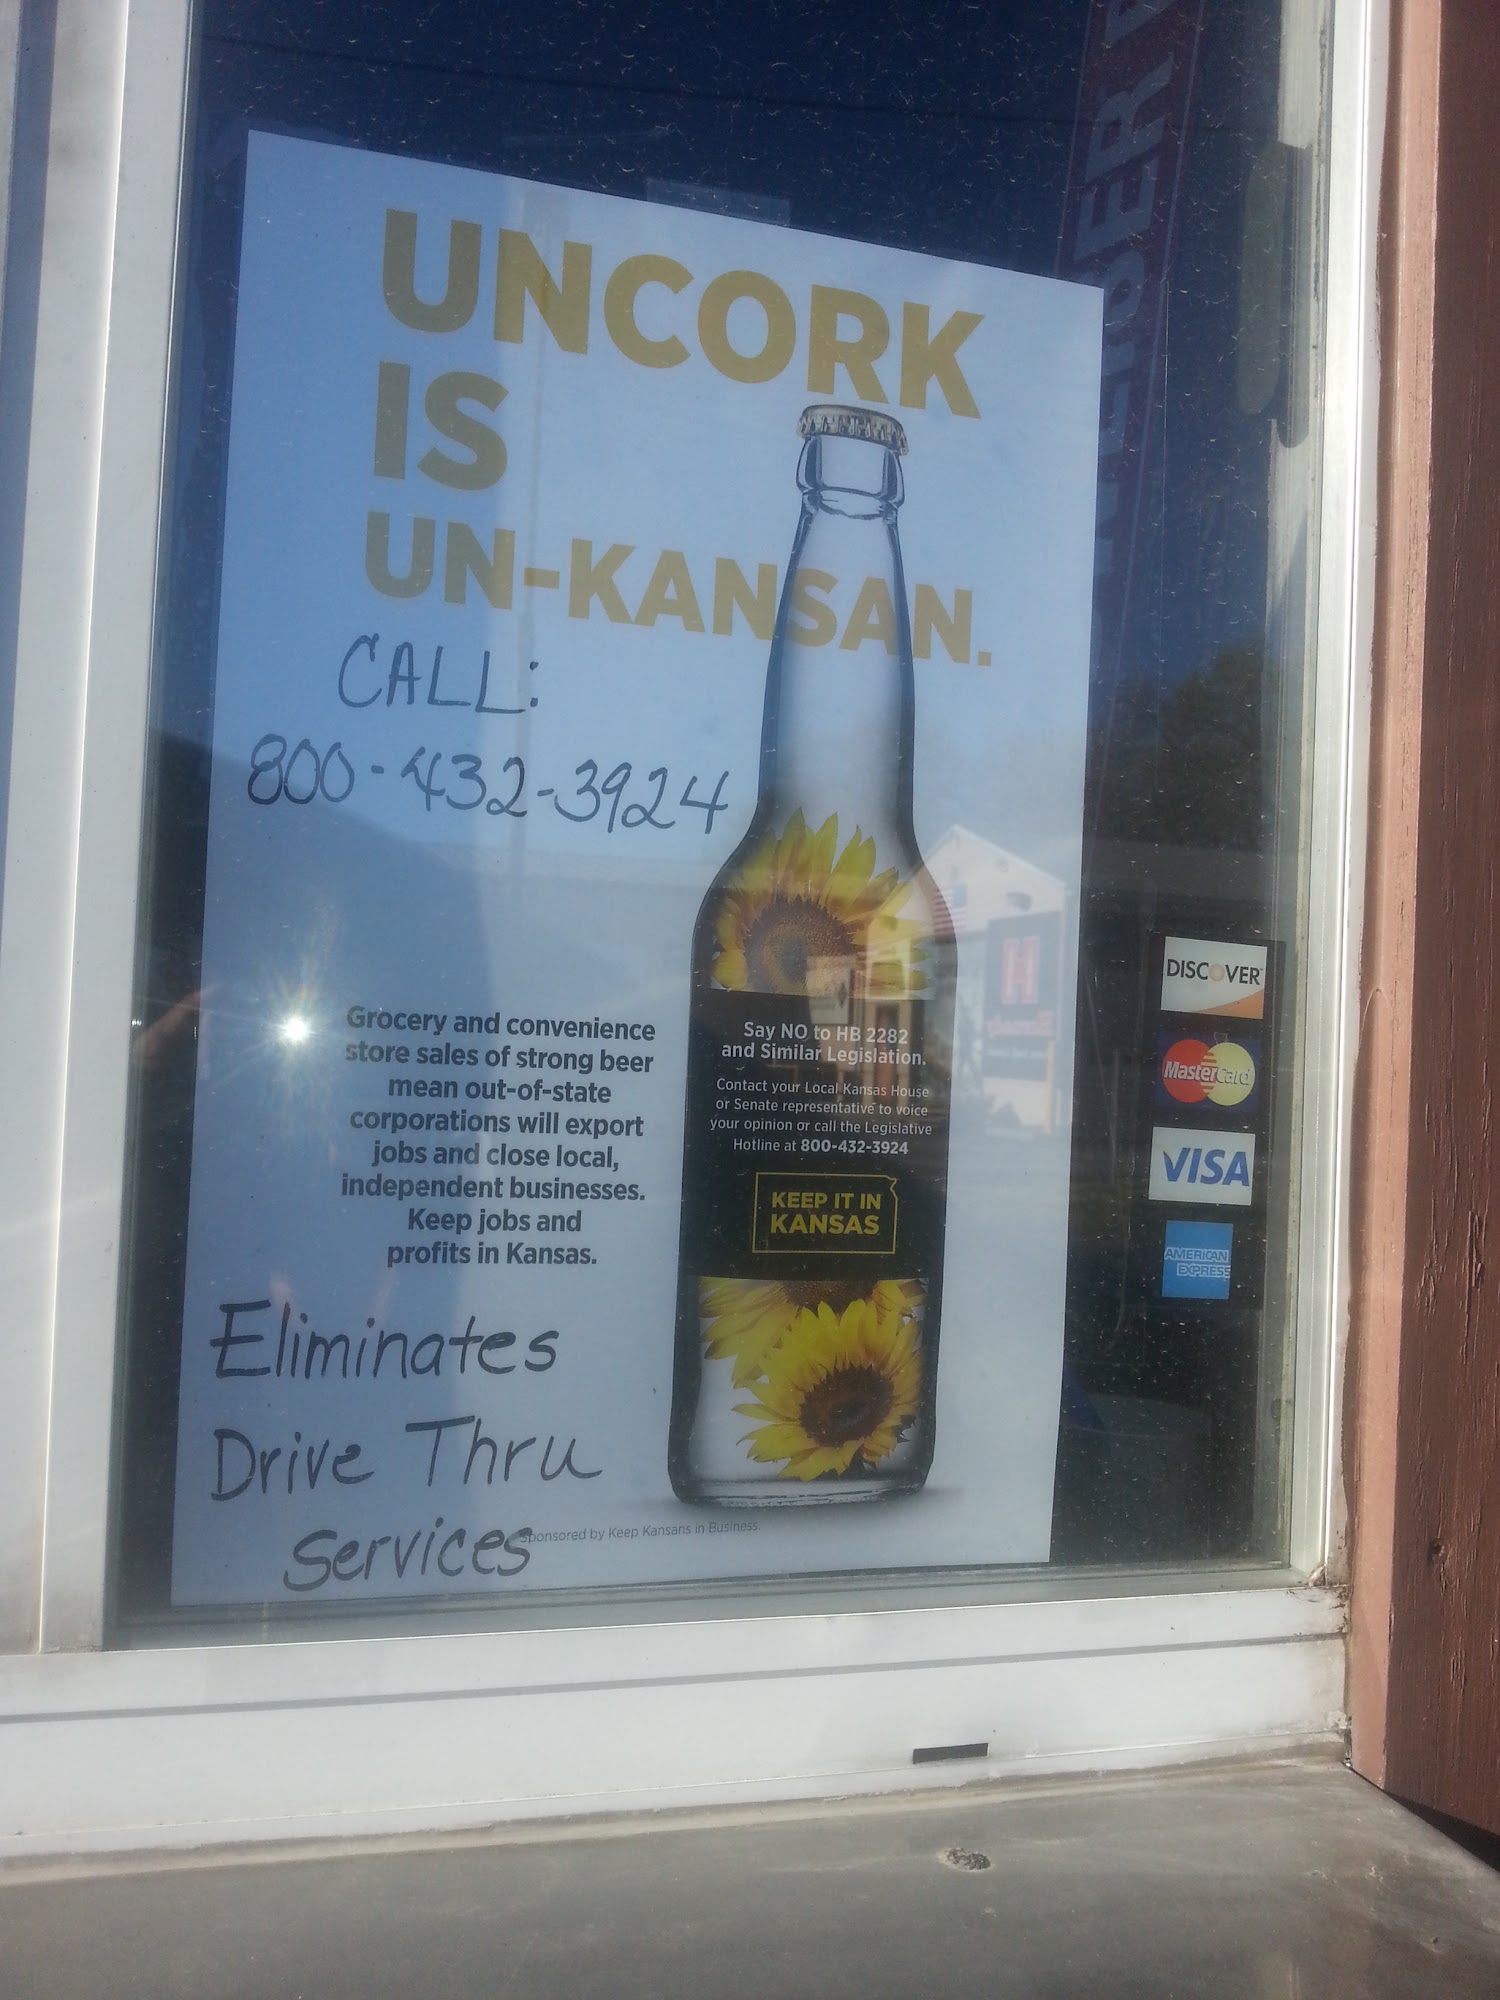 UNCORK
IS
UN-KANSAN.
CALL:
800-432-3924
Grocery and convenience
store sales of strong beer
mean out-of-state
corporations will export
jobs and close local,
independent businesses.
Keep jobs and
profits in Kansas.
Say NO to HB 2282
and Similar Legislation.
Contact your Local Kansas House
or Senate representative to voice
your opinion or call the Legislative
Hotline at 800-432-3924
KEEP IT IN
KANSAS
Eliminates
Drive Thru
Services
Sponsored by Keep Kansans in Business.
DISCOVER
MasterCard
VISA
AMERICAN
EXPRESS
H